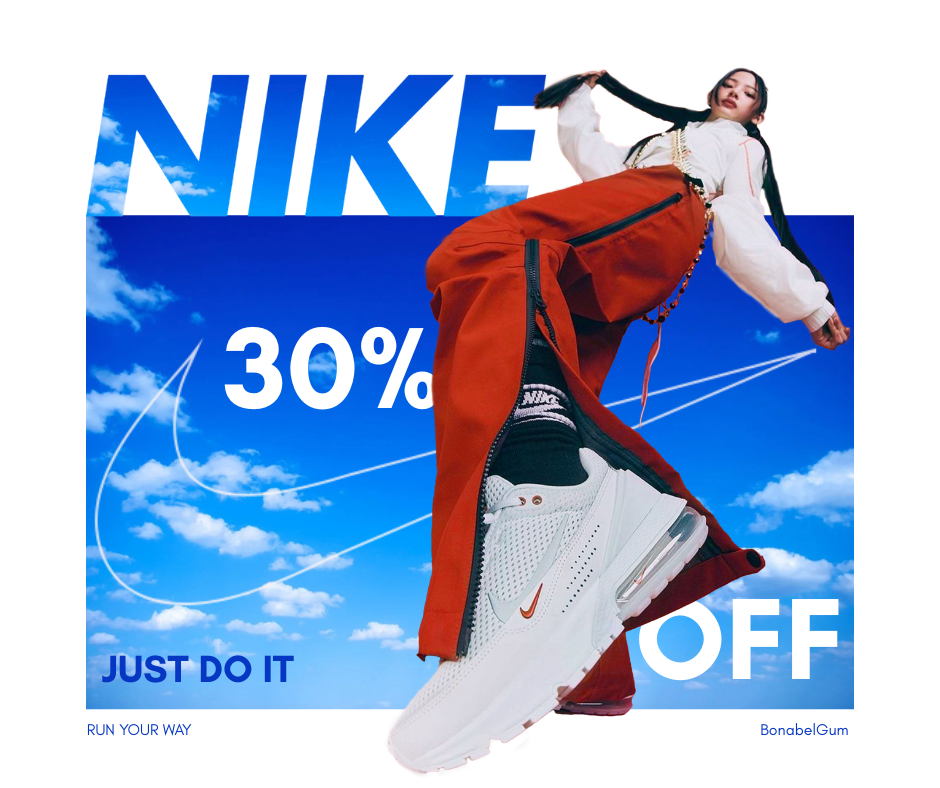 NIKE
30%
NIKE
OFF
JUST DO IT
RUN YOUR WAY
BonabelGum